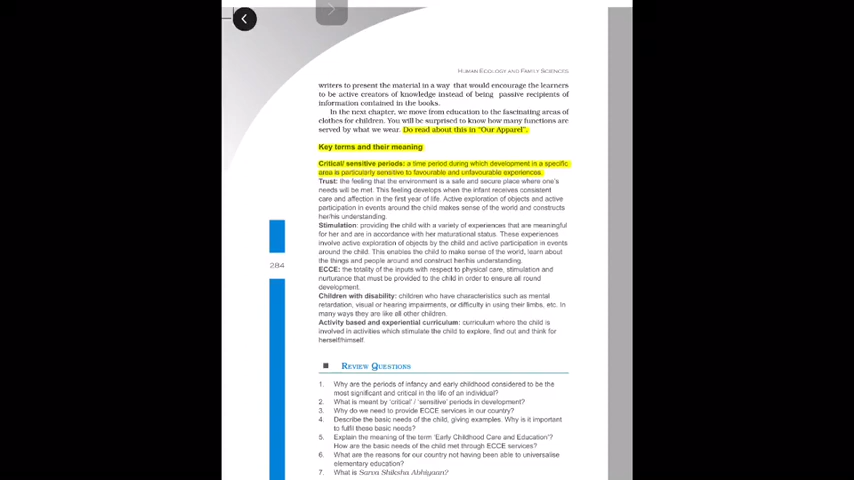 HUMAN ECOLOGY AND FAMILY SCIENCES
writers to present the material in a way that would encourage the learners
to be active creators of knowledge instead of being passive recipients of
information contained in the books.
In the next chapter, we move from education to the fascinating areas of
clothes for children. You will be surprised to know how many functions are
served by what we wear. Do read about this in "Our Apparel".
Key terms and their meaning
Critical/ sensitive periods: a time period during which development in a specific
area is particularly sensitive to favourable and unfavourable experiences.
Trust: the feeling that the environment is a safe and secure place where one's
needs will be met. This feeling develops when the infant receives consistent
care and affection in the first year of life. Active exploration of objects and active
participation in events around the child makes sense of the world and constructs
her/his understanding.
Stimulation: providing the child with a variety of experiences that are meaningful
for her and are in accordance with her maturational status. These experiences
involve active exploration of objects by the child and active participation in events
around the child. This enables the child to make sense of the world, learn about
the things and people around and construct her/his understanding.
284
ECCE: the totality of the inputs with respect to physical care, stimulation and
nurturance that must be provided to the child in order to ensure all round
development.
Children with disability: children who have characteristics such as mental
retardation, visual or hearing impairments, or difficulty in using their limbs, etc. In
many ways they are like all other children.
Activity based and experiential curriculum: curriculum where the child is
involved in activities which stimulate the child to explore, find out and think for
herself/himself.
REVIEW QUESTIONS
1. Why are the periods of infancy and early childhood considered to be the
most significant and critical in the life of an individual?
2. What is meant by 'critical' / 'sensitive' periods in development?
3. Why do we need to provide ECCE services in our country?
4. Describe the basic needs of the child, giving examples. Why is it important
to fulfil these basic needs?
5. Explain the meaning of the term 'Early Childhood Care and Education'?
How are the basic needs of the child met through ECCE services?
6. What are the reasons for our country not having been able to universalise
elementary education?
7. What is Sarva Shiksha Abhiyaan?